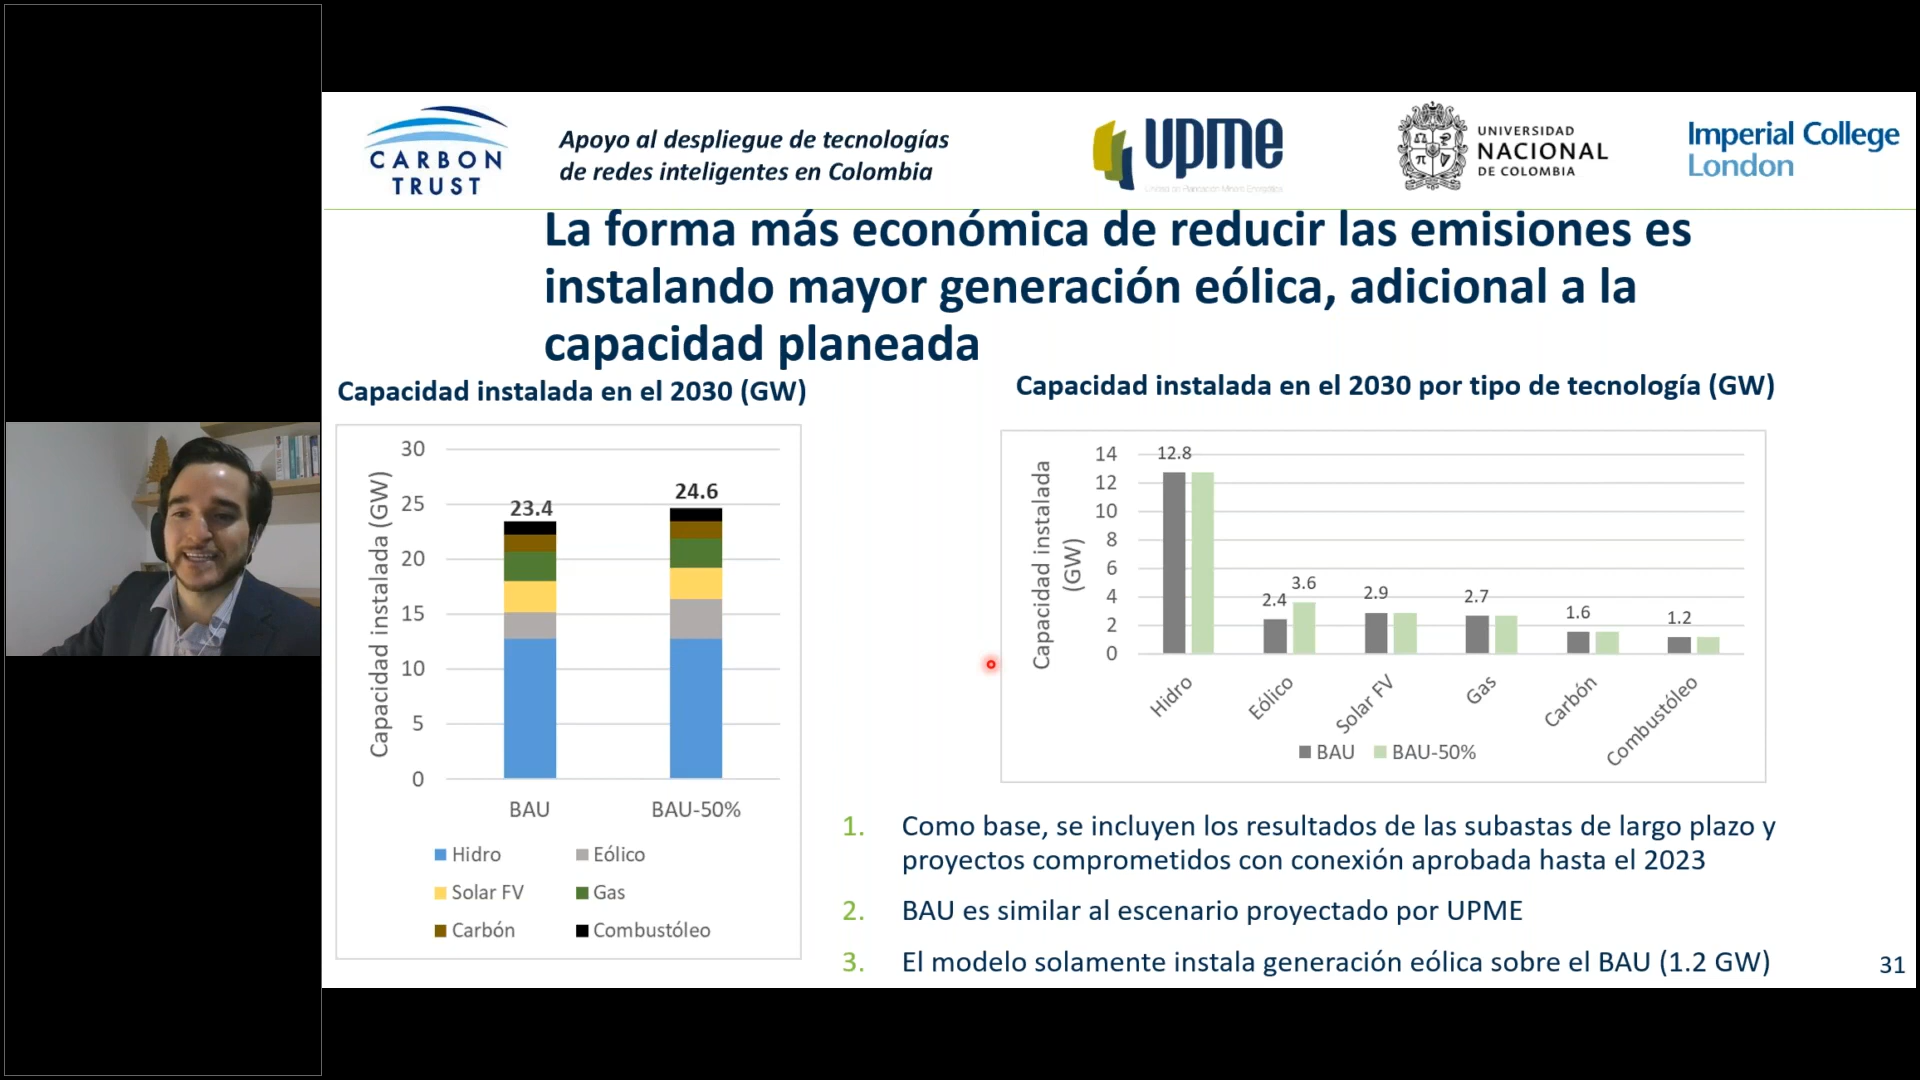 CARBON
TRUST
Apoyo al despliegue de tecnologías
de redes inteligentes en Colombia
upme
Unidad de Planeación Minero Energética
UNIVERSIDAD
NACIONAL
DE COLOMBIA
Imperial College
London
La forma más económica de reducir las emisiones es
instalando mayor generación eólica, adicional a la
capacidad planeada
Capacidad instalada en el 2030 (GW)
Capacidad instalada (GW)
30
25
20
15
10
5
0
23.4
24.6
BAU
BAU-50%
Hidro
Eólico
Solar FV
Gas
Carbón
Combustóleo
Capacidad instalada en el 2030 por tipo de tecnología (GW)
Capacidad instalada
(GW)
14
12
10
8
6
4
2
0
12.8
2.4
3.6
2.9
2.7
1.6
1.2
Hidro
Eólico
Solar FV
Gas
Carbón
Combustóleo
BAU
BAU-50%
1. Como base, se incluyen los resultados de las subastas de largo plazo y
proyectos comprometidos con conexión aprobada hasta el 2023
2. BAU es similar al escenario proyectado por UPME
3. El modelo solamente instala generación eólica sobre el BAU (1.2 GW)
31